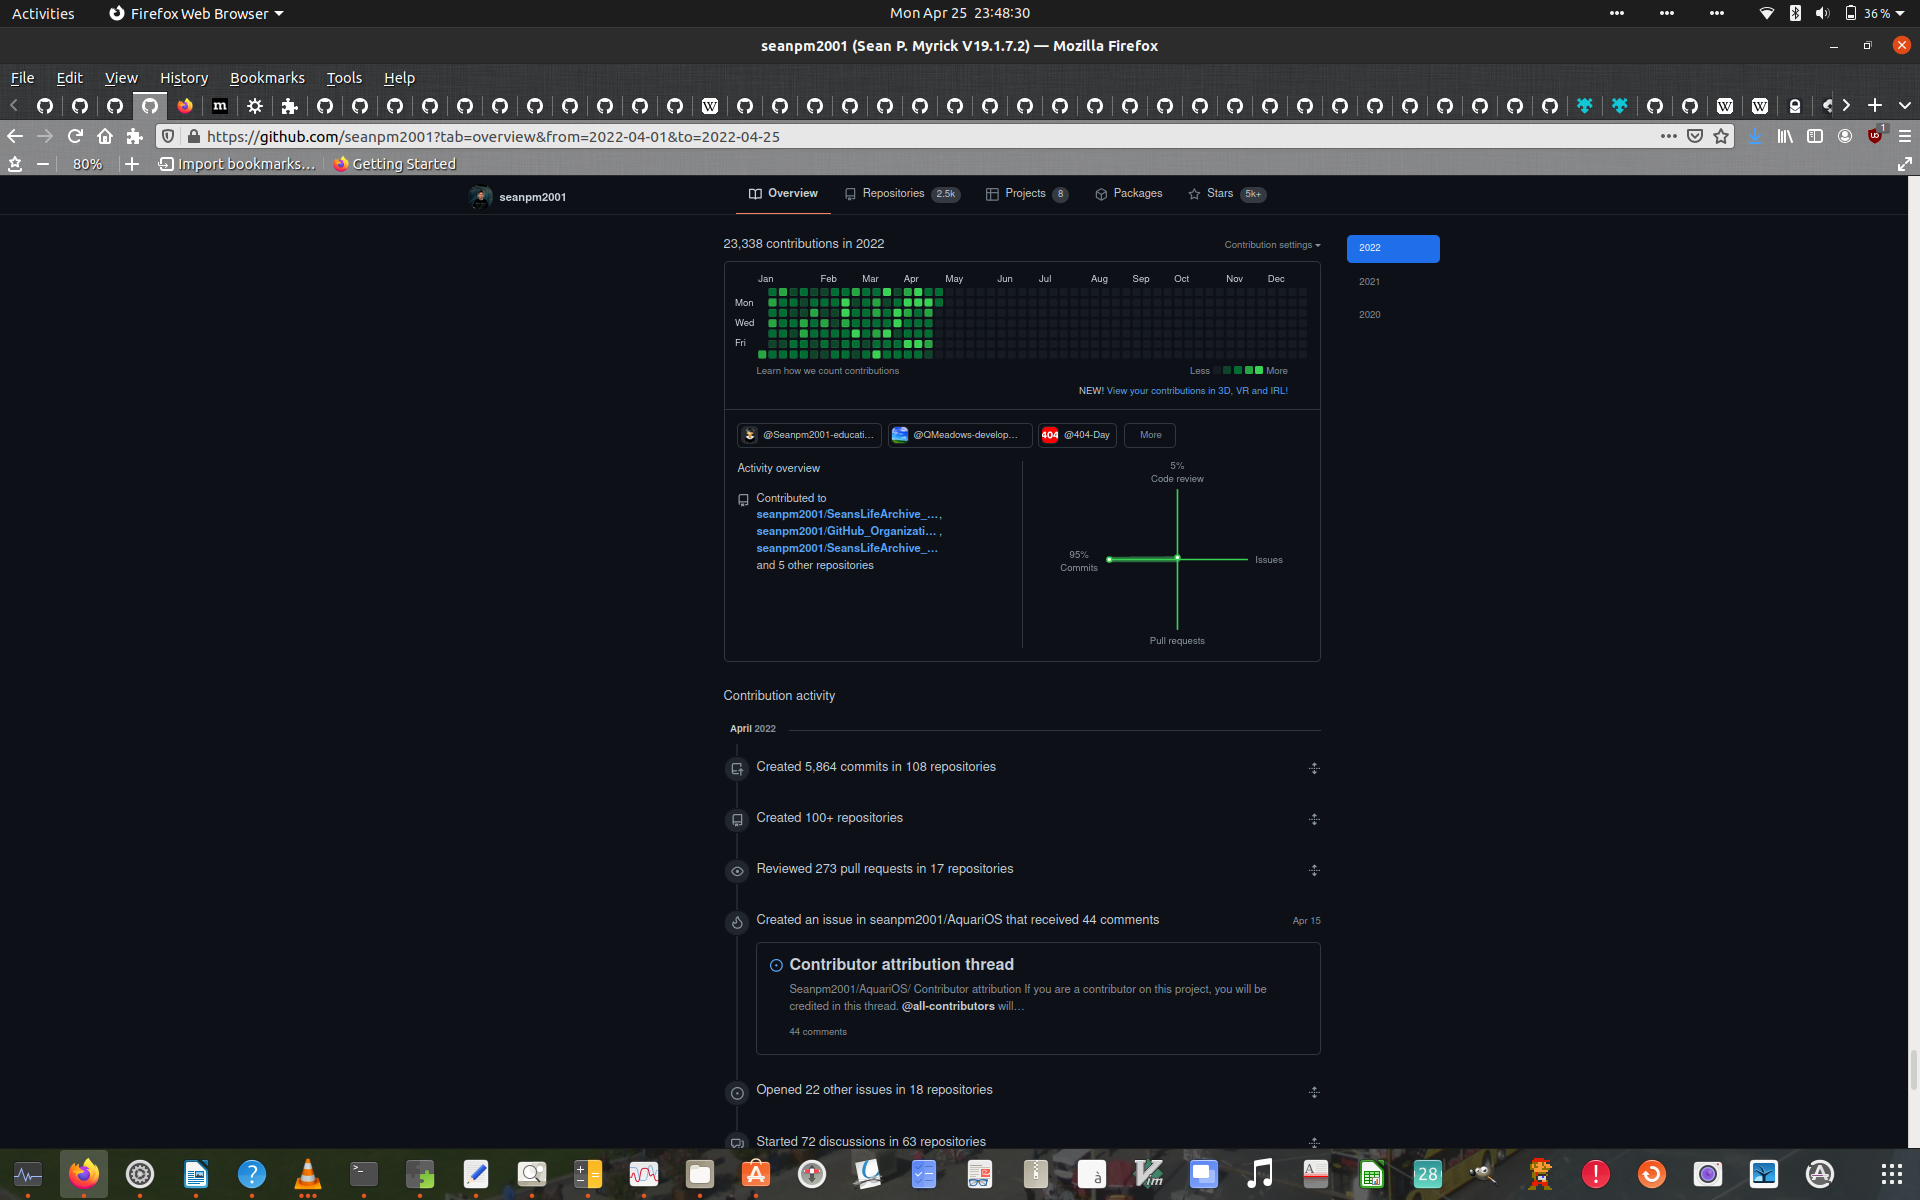 Activities
Firefox Web Browser
Mon Apr 25 23:48:30
36 %
seanpm2001 (Sean P. Myrick V19.1.7.2) — Mozilla Firefox
File Edit View History Bookmarks Tools Help
https://github.com/seanpm2001?tab=overview&from=2022-04-01&to=2022-04-25
80%
Import bookmarks...
Getting Started
seanpm2001
Overview
Repositories 2.5k
Projects 8
Packages
Stars 5k+
23,338 contributions in 2022
Contribution settings
2022
2021
2020
Jan Feb Mar Apr May Jun Jul Aug Sep Oct Nov Dec
Mon
Wed
Fri
Learn how we count contributions
Less More
NEW! View your contributions in 3D, VR and IRL!
@Seanpm2001-educati...
@QMeadows-develop...
404 @404-Day
More
Activity overview
Contributed to
seanpm2001/SeansLifeArchive_...,
seanpm2001/GitHub_Organizati... ,
seanpm2001/SeansLifeArchive_...
and 5 other repositories
5%
Code review
95%
Commits
Issues
Pull requests
Contribution activity
April 2022
Created 5,864 commits in 108 repositories
Created 100+ repositories
Reviewed 273 pull requests in 17 repositories
Created an issue in seanpm2001/AquariOS that received 44 comments
Apr 15
Contributor attribution thread
Seanpm2001/AquariOS/ Contributor attribution If you are a contributor on this project, you will be
credited in this thread. @all-contributors will...
44 comments
Opened 22 other issues in 18 repositories
Started 72 discussions in 63 repositories
28